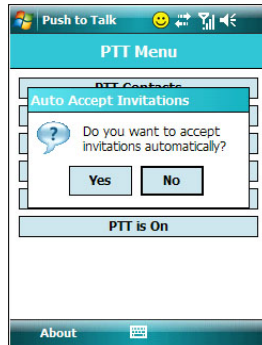 Push to Talk
PTT Menu
PTT Contacts
Auto Accept Invitations
Do you want to accept
invitations automatically?
Yes No
PTT is On
About